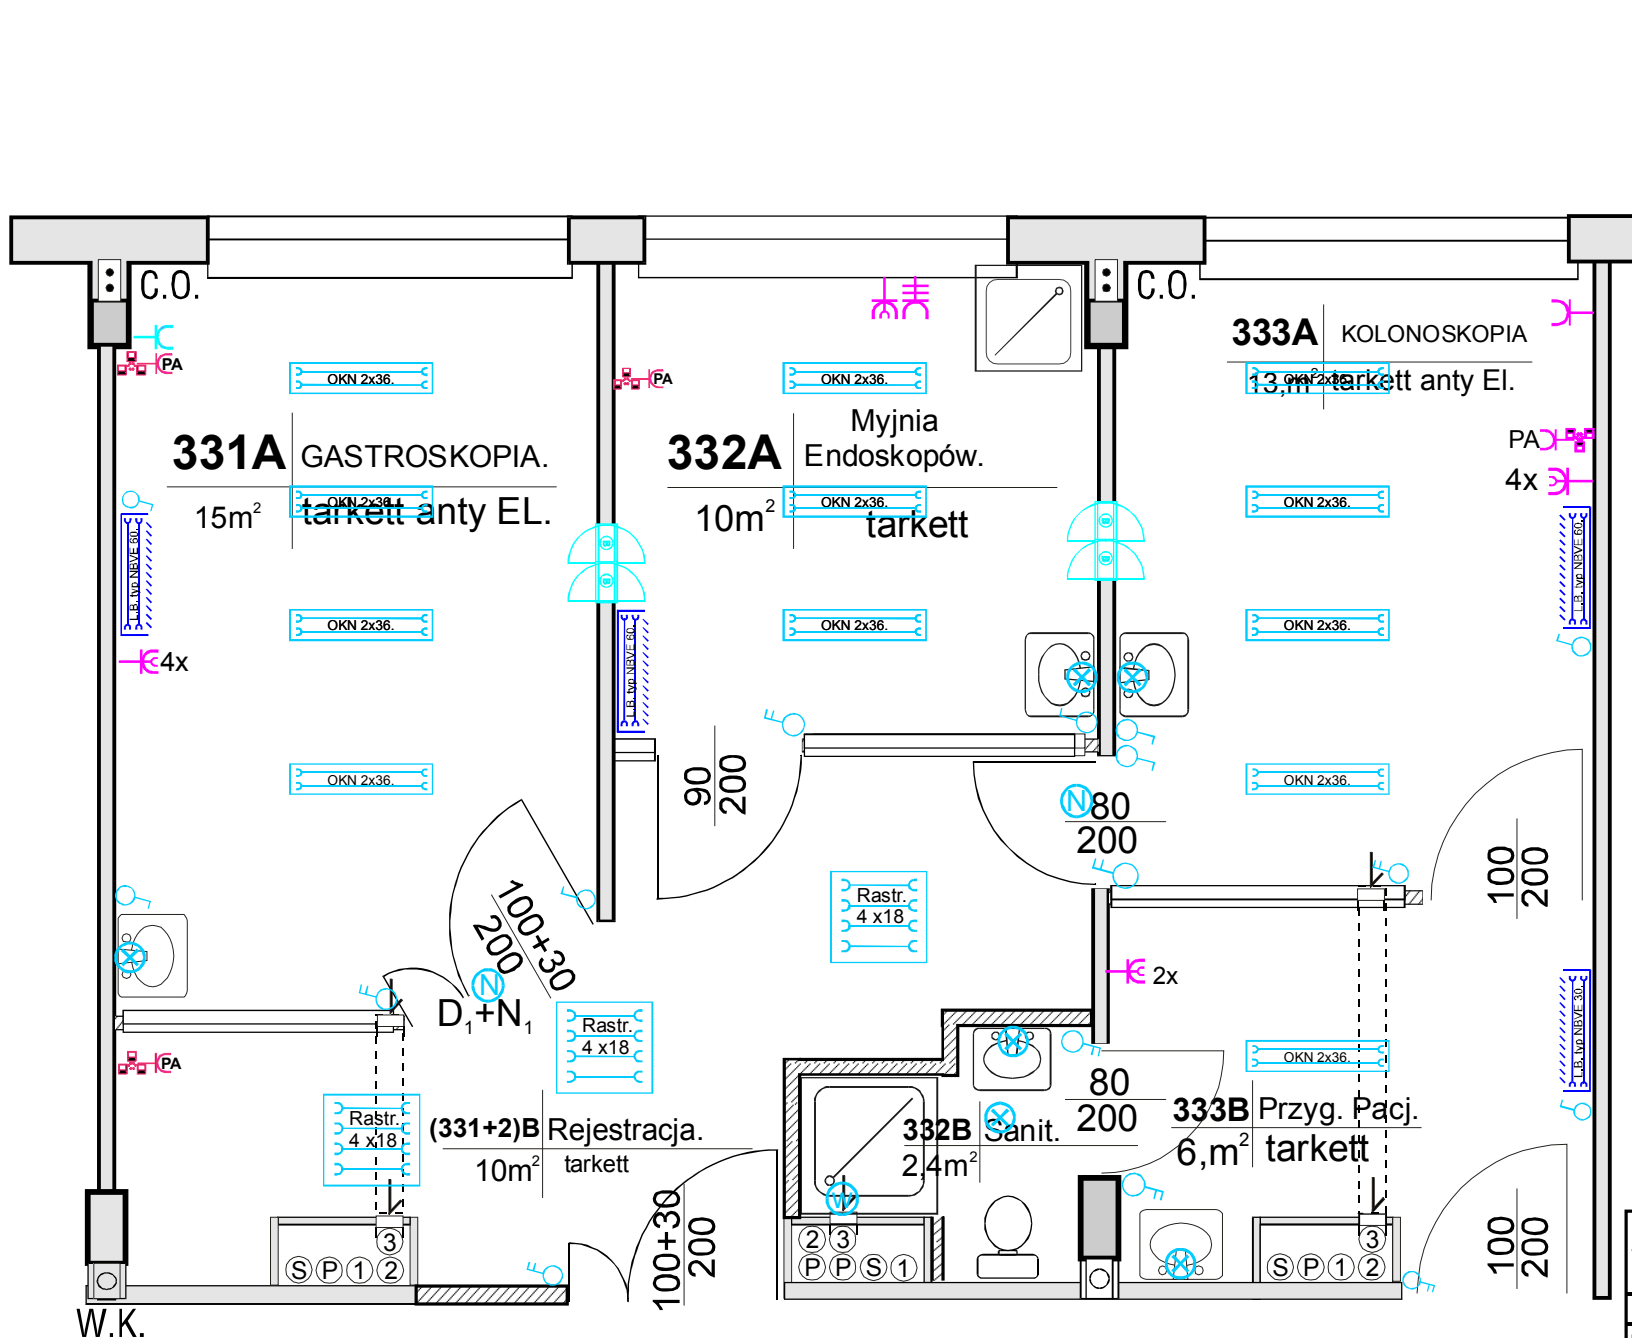 C.O.
C.O.
PA
OKN 2x36.
PA
OKN 2x36.
333A KOLONOSKOPIA
13,m² tarkett anty El.
OKN 2x36.
331A GASTROSKOPIA.
15m² tarkett anty EL.
OKN 2x36.
332A Myjnia
Endoskopów.
10m² tarkett
OKN 2x36.
PA
4x
OKN 2x36.
L.B. typ NBVE 60.
L.B. typ NBVE 60.
L.B. typ NBVE 60.
4x
OKN 2x36.
OKN 2x36.
OKN 2x36.
OKN 2x36.
OKN 2x36.
90
200
N
80
200
100
200
Rastr.
4 x18
100+30
200
N
D1+N1
2x
Rastr.
4 x18
PA
OKN 2x36.
L.B. typ NBVE 30.
Rastr.
4 x18
(331+2)B Rejestracja.
10m² tarkett
332B Sanit.
2,4m²
80
200
333B Przyg. Pacj.
6,m² tarkett
W
100+30
200
100
200
3
S P 1 2
2 3
P P S 1
3
S P 1 2
W.K.